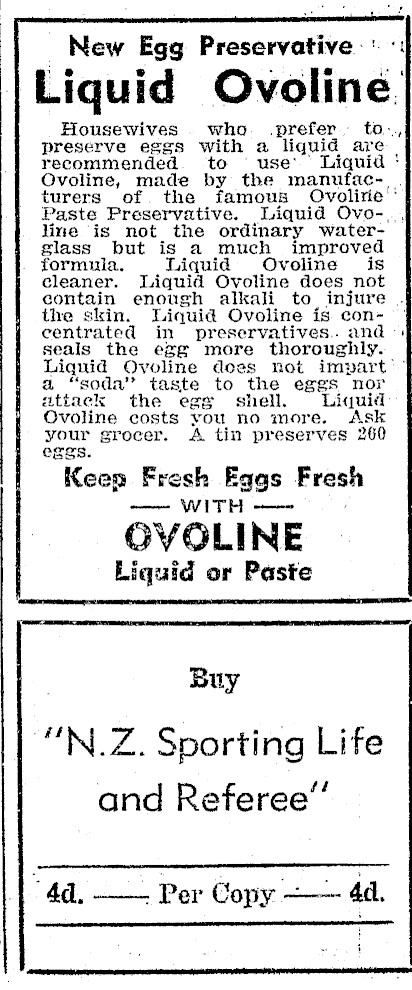 New Egg Preservative
Liquid Ovoline
Housewives who prefer to
preserve eggs with a liquid are
recommended to use Liquid
Ovoline, made by the manufac-
turers of the famous Ovoline
Paste Preservative. Liquid Ovo-
line is not the ordinary water-
glass but is a much improved
formula. Liquid Ovoline is
cleaner. Liquid Ovoline does not
contain enough alkali to injure
the skin. Liquid Ovoline is con-
centrated in preservatives and
seals the egg more thoroughly.
Liquid Ovoline does not impart
a "soda" taste to the eggs nor
attack the egg shell. Liquid
Ovoline costs you no more. Ask
your grocer. A tin preserves 260
eggs.
Keep Fresh Eggs Fresh
— WITH —
OVOLINE
Liquid or Paste
Buy
"N.Z. Sporting Life
and Referee"
4d. —— Per Copy —— 4d.